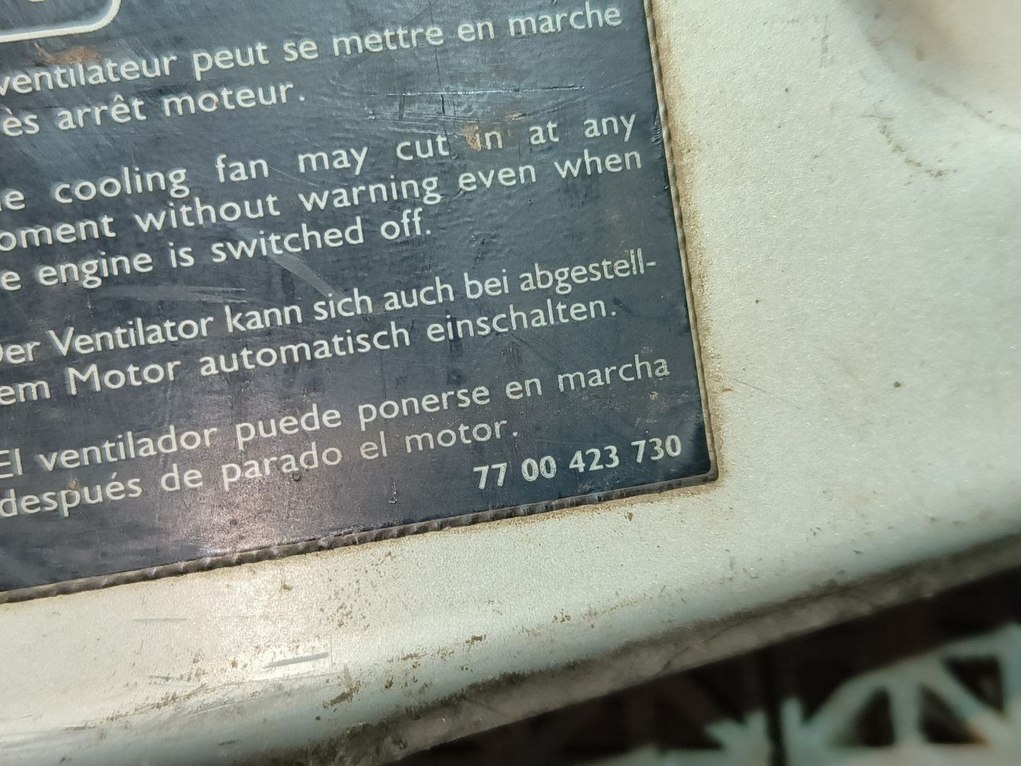 ventilateur peut se mettre en marche
ès arrêt moteur.
e cooling fan may cut in at any
oment without warning even when
e engine is switched off.
Der Ventilator kann sich auch bei abgestell-
em Motor automatisch einschalten.
El ventilador puede ponerse en marcha
después de parado el motor.
77 00 423 730